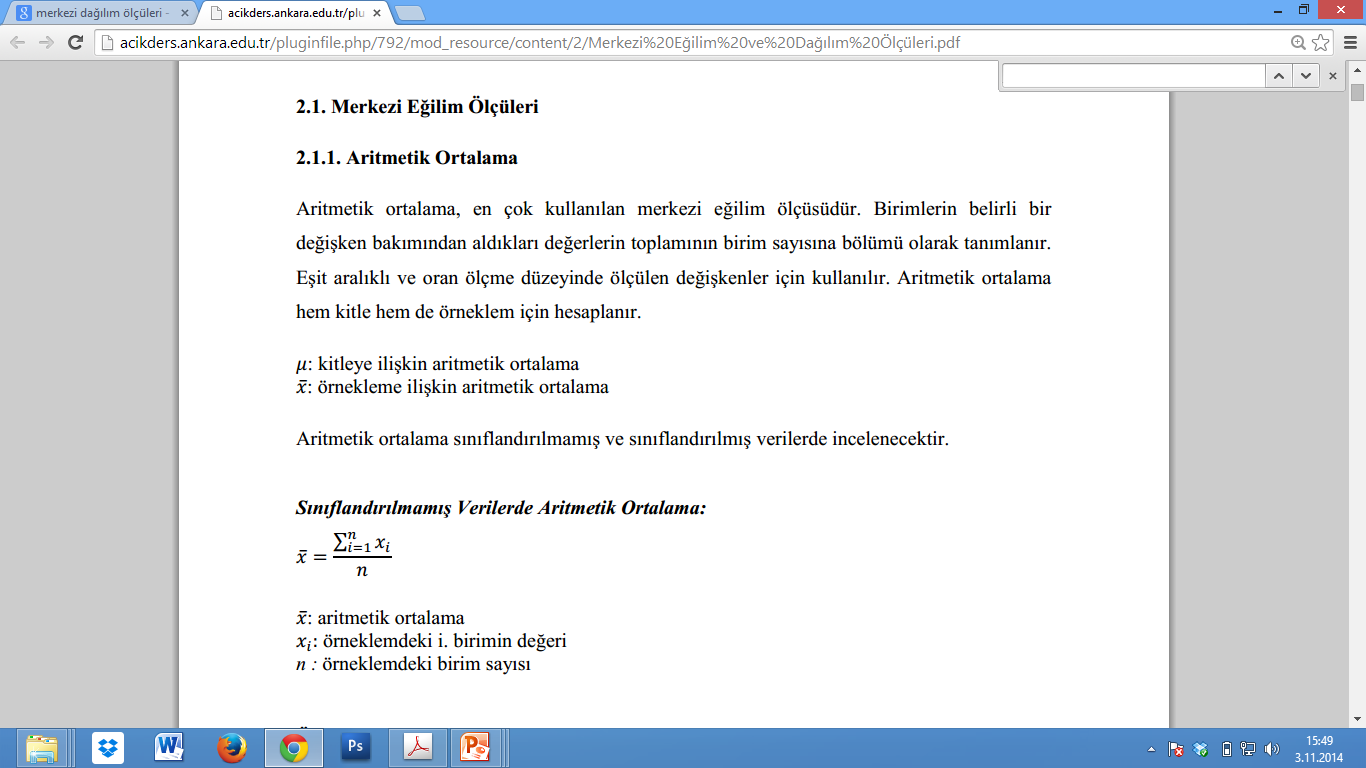 merkezi dağılım ölçüleri -
acikders.ankara.edu.tr/plu
acikders.ankara.edu.tr/pluginfile.php/792/mod_resource/content/2/Merkezi%20Eğilim%20ve%20Dağılım%20Ölçüleri.pdf
2.1. Merkezi Eğilim Ölçüleri
2.1.1. Aritmetik Ortalama
Aritmetik ortalama, en çok kullanılan merkezi eğilim ölçüsüdür. Birimlerin belirli bir
değişken bakımından aldıkları değerlerin toplamının birim sayısına bölümü olarak tanımlanır.
Eşit aralıklı ve oran ölçme düzeyinde ölçülen değişkenler için kullanılır. Aritmetik ortalama
hem kitle hem de örneklem için hesaplanır.
μ: kitleye ilişkin aritmetik ortalama
x̄: örnekleme ilişkin aritmetik ortalama
Aritmetik ortalama sınıflandırılmamış ve sınıflandırılmış verilerde incelenecektir.
Sınıflandırılmamış Verilerde Aritmetik Ortalama:
x̄ = ∑ⁿᵢ₌₁ xᵢ / n
x̄: aritmetik ortalama
xᵢ: örneklemdeki i. birimin değeri
n : örneklemdeki birim sayısı
Ps
15:49
3.11.2014